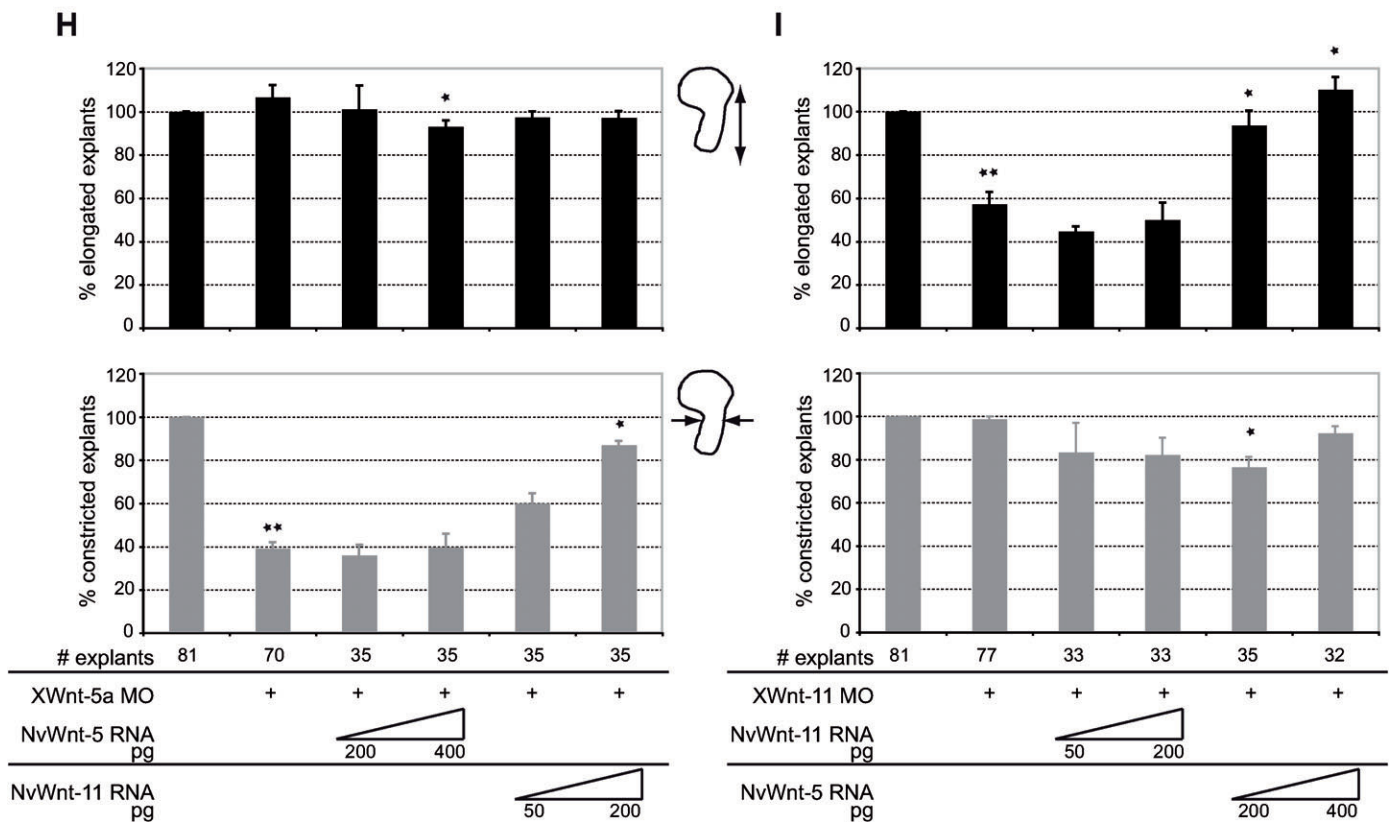 H
I
120
100
80
60
40
20
0
% elongated explants
★
120
100
80
60
40
20
0
% elongated explants
★★
★
★
120
100
80
60
40
20
0
% constricted explants
★★
★
120
100
80
60
40
20
0
% constricted explants
★
# explants 81 70 35 35 35 35
XWnt-5a MO + + + + +
NvWnt-5 RNA
pg 200 400
NvWnt-11 RNA
pg 50 200
# explants 81 77 33 33 35 32
XWnt-11 MO + + + + +
NvWnt-11 RNA
pg 50 200
NvWnt-5 RNA
pg 200 400